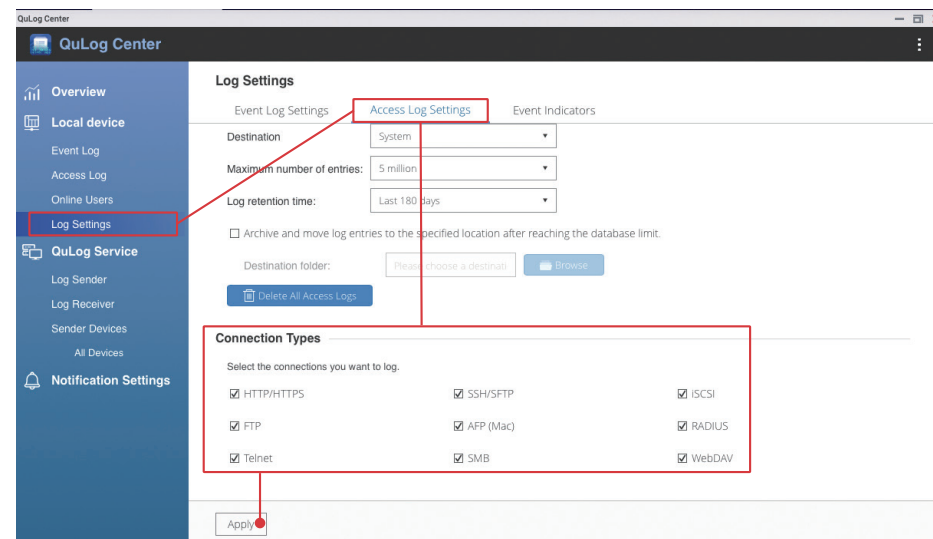 QuLog Center
QuLog Center
Overview
Local device
Event Log
Access Log
Online Users
Log Settings
QuLog Service
Log Sender
Log Receiver
Sender Devices
All Devices
Notification Settings
Log Settings
Event Log Settings
Access Log Settings
Event Indicators
Destination
System
Maximum number of entries:
5 million
Log retention time:
Last 180 days
Archive and move log entries to the specified location after reaching the database limit.
Destination folder:
Please choose a destinati
Browse
Delete All Access Logs
Connection Types
Select the connections you want to log.
HTTP/HTTPS
SSH/SFTP
iSCSI
FTP
AFP (Mac)
RADIUS
Telnet
SMB
WebDAV
Apply